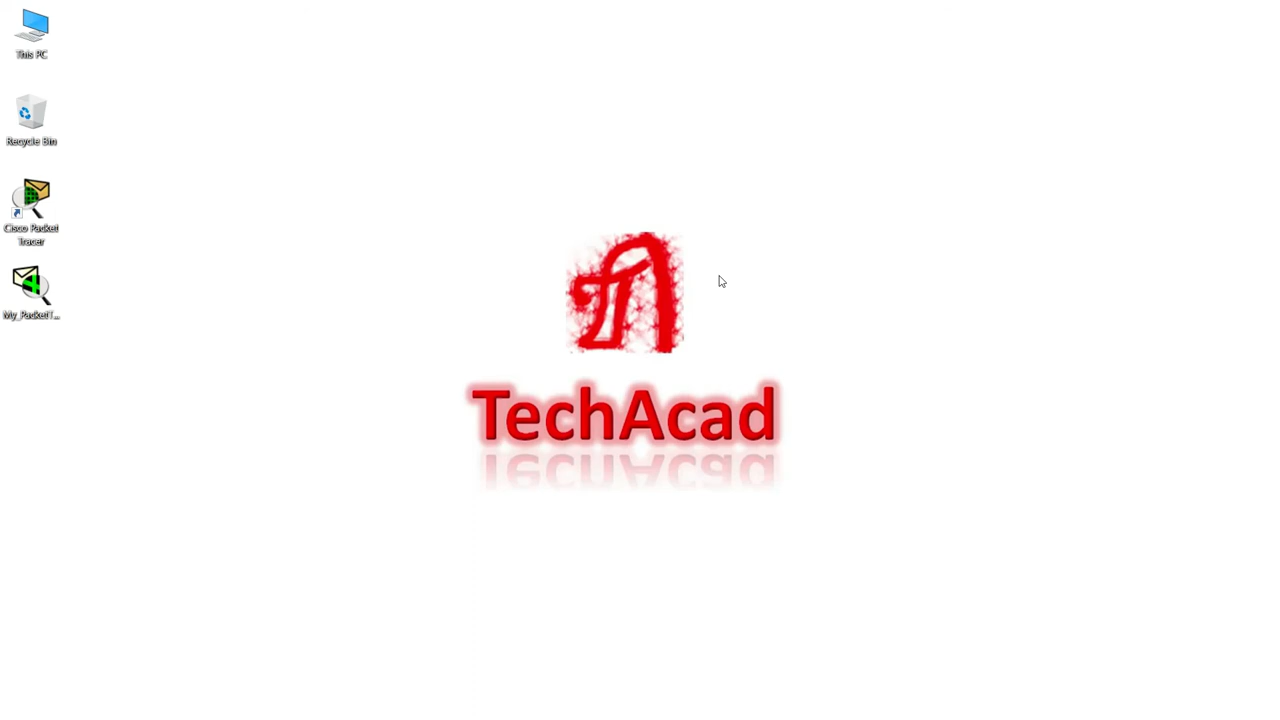 This PC
Recycle Bin
Cisco Packet
Tracer
My_PacketT...
TechAcad